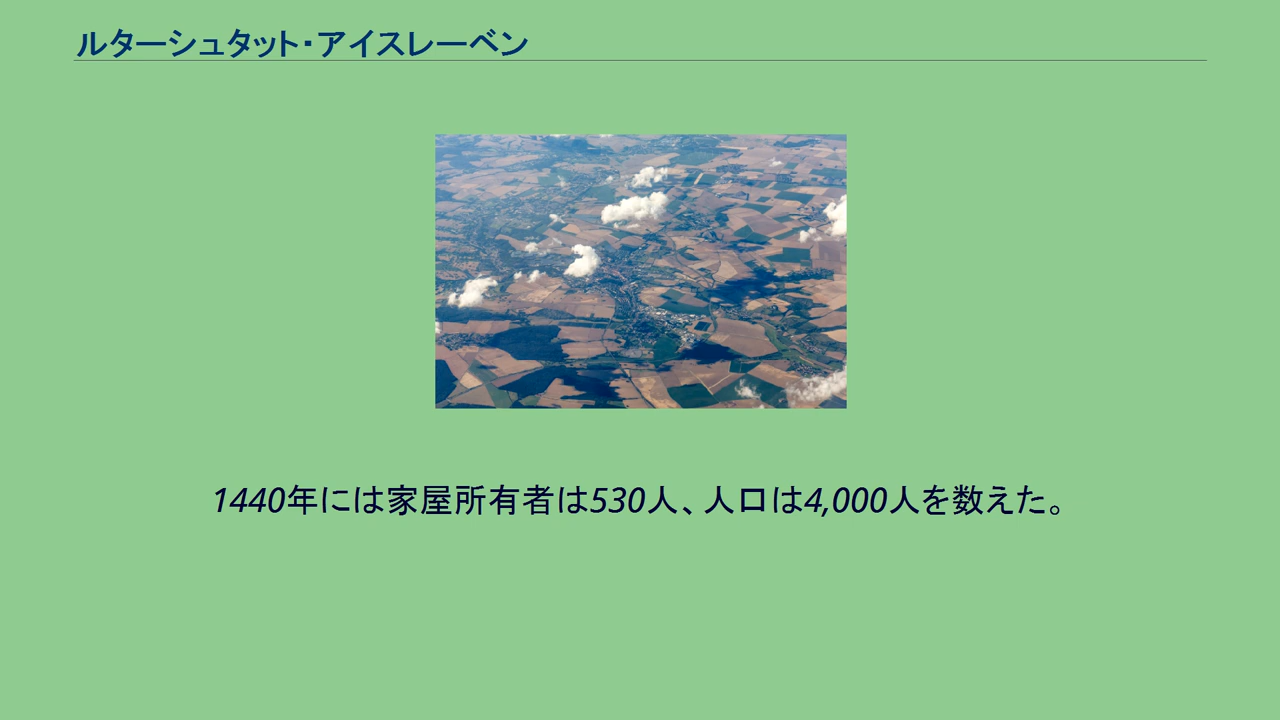 ルターシュタット・アイスレーベン
1440年には家屋所有者は530人、人口は4,000人を数えた。